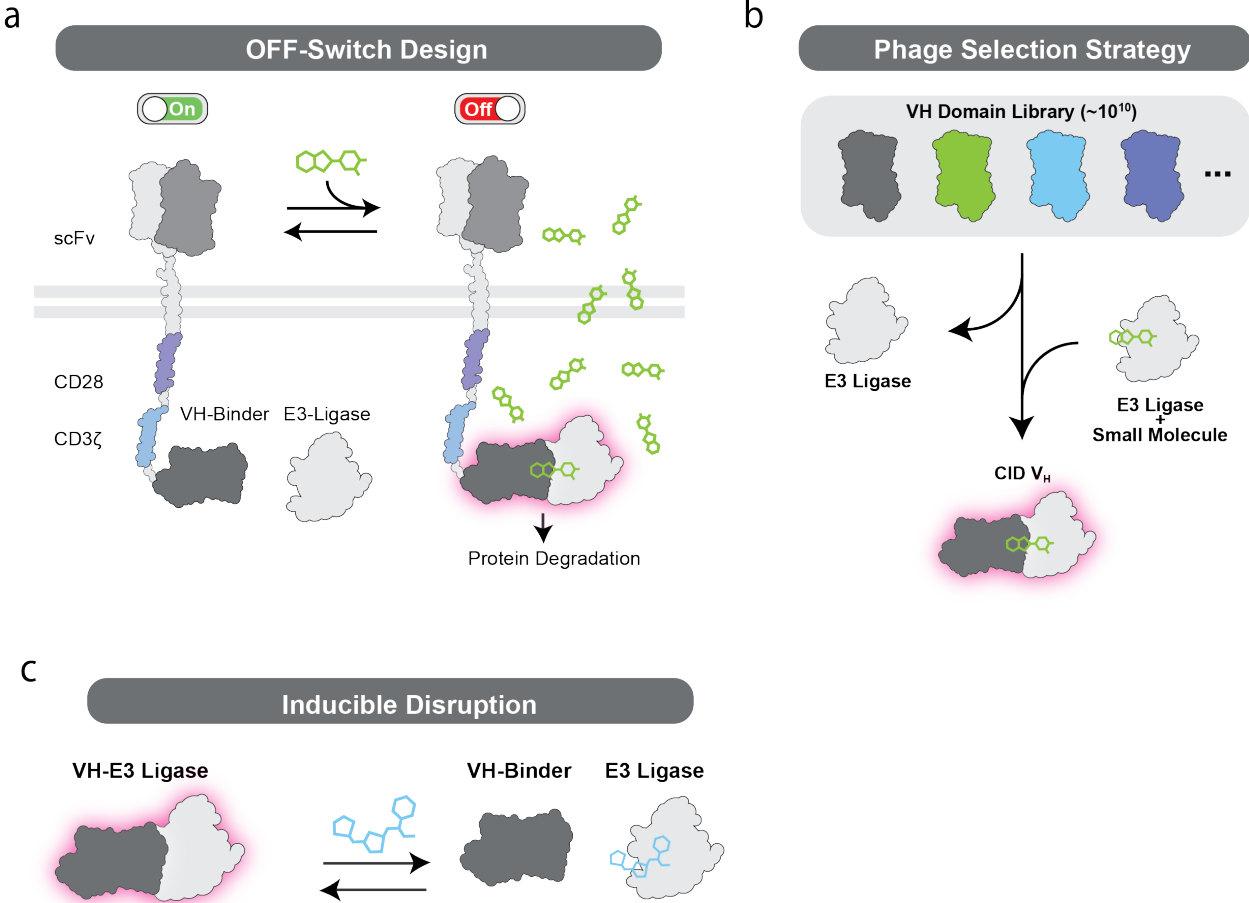 a
OFF-Switch Design
On
Off
scFv
CD28
CD3ζ
VH-Binder
E3-Ligase
Protein Degradation
b
Phage Selection Strategy
VH Domain Library (~10¹⁰)
...
E3 Ligase
E3 Ligase
+
Small Molecule
CID V_H
c
Inducible Disruption
VH-E3 Ligase
VH-Binder
E3 Ligase